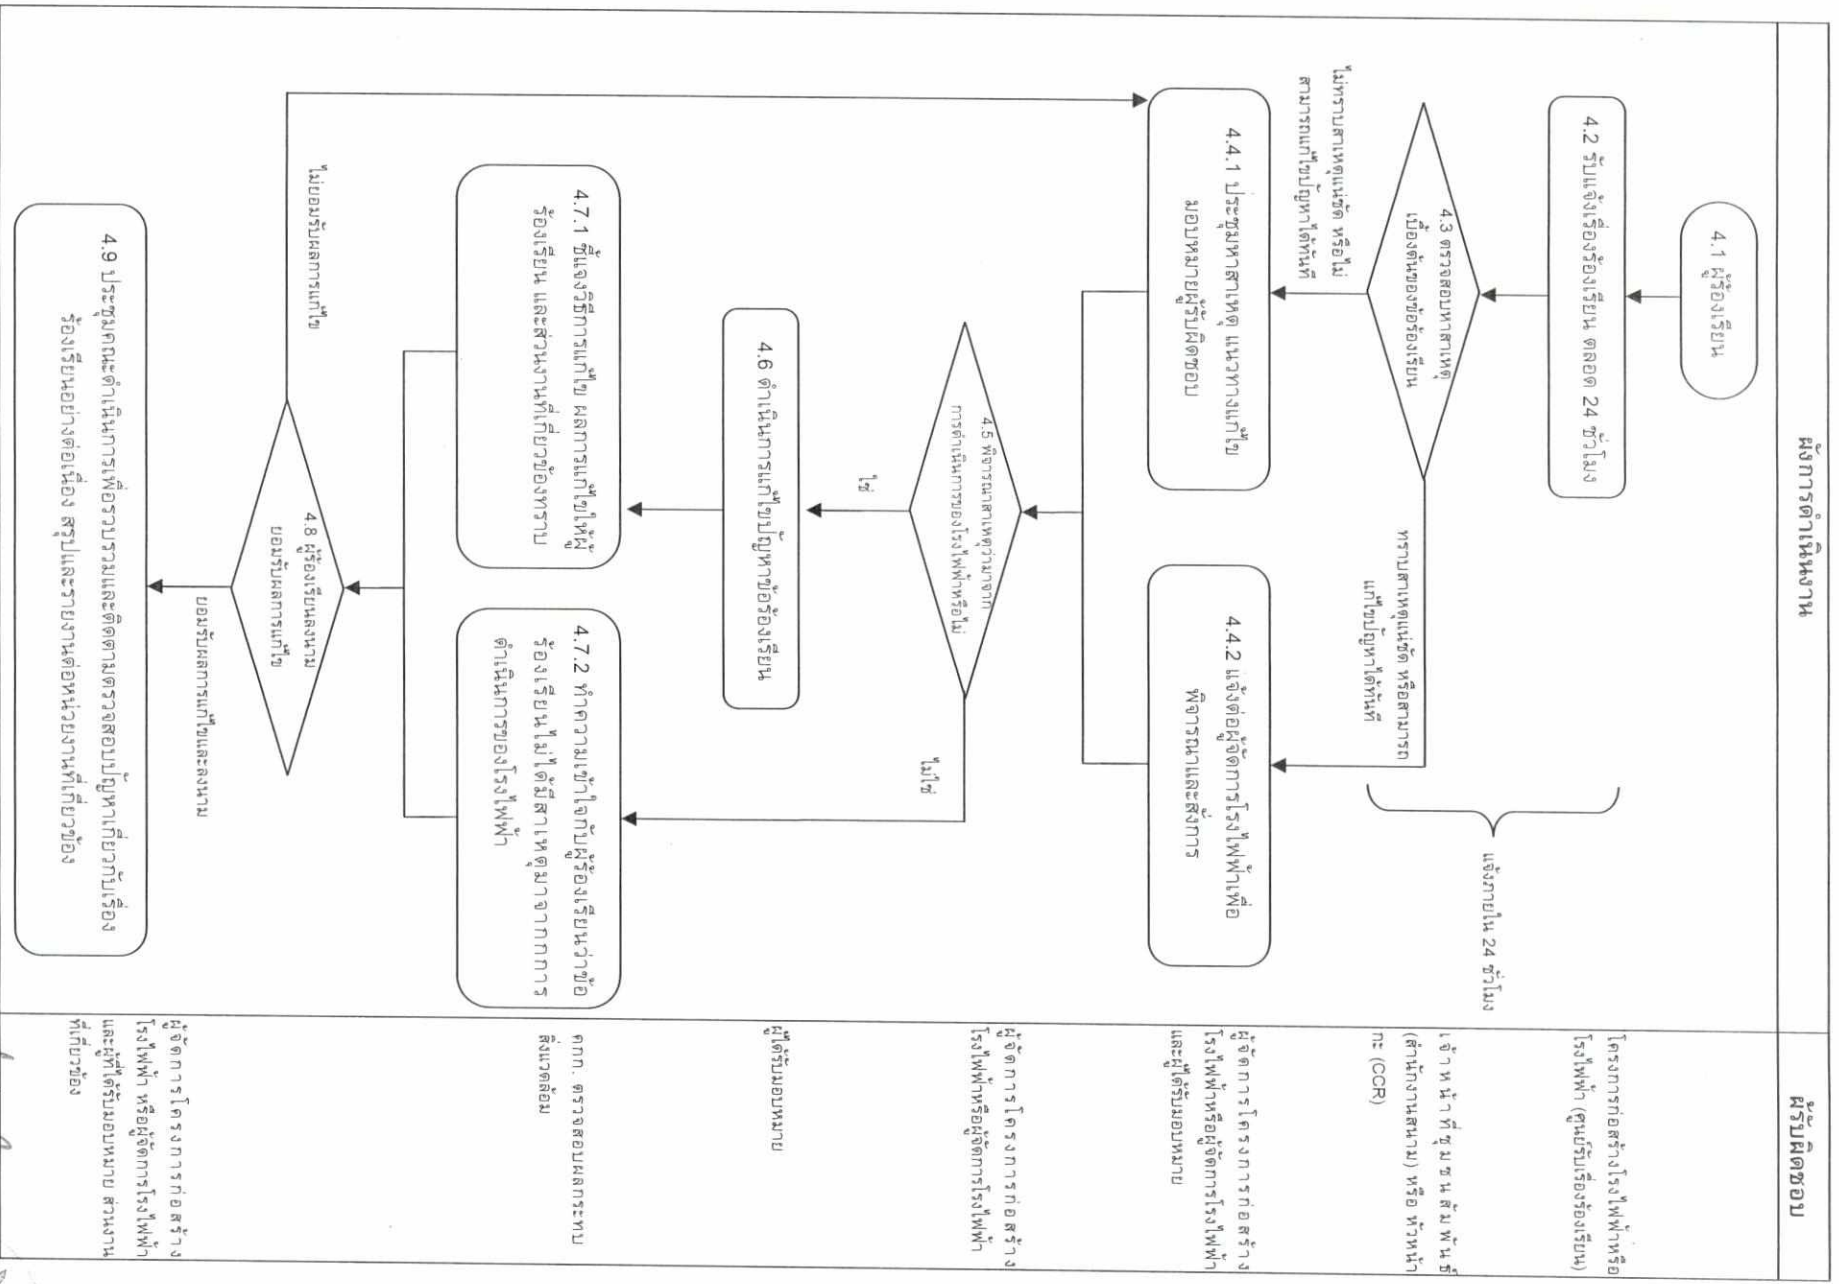 ผังการดำเนินงาน
ผู้รับผิดชอบ
4.1 ผู้ร้องเรียน
4.2 รับแจ้งเรื่องร้องเรียน ตลอด 24 ชั่วโมง
โครงการก่อสร้างโรงไฟฟ้าหรือ
โรงไฟฟ้า (ศูนย์รับเรื่องร้องเรียน)
แจ้งภายใน 24 ชั่วโมง
4.3 ตรวจสอบหาสาเหตุ
เบื้องต้นของข้อร้องเรียน
เจ้าหน้าที่ชุมชนสัมพันธ์
(สำนักงานสนาม) หรือ หัวหน้า
กะ (CCR)
ไม่ทราบสาเหตุแน่ชัด หรือไม่
สามารถแก้ไขปัญหาได้ทันที
ทราบสาเหตุแน่ชัด หรือสามารถ
แก้ไขปัญหาได้ทันที
4.4.1 ประชุมหาสาเหตุ แนวทางแก้ไข
มอบหมายผู้รับผิดชอบ
4.4.2 แจ้งต่อผู้จัดการโรงไฟฟ้าเพื่อ
พิจารณาและสั่งการ
ผู้จัดการโครงการก่อสร้าง
โรงไฟฟ้าหรือผู้จัดการโรงไฟฟ้า
และผู้ได้รับมอบหมาย
4.5 พิจารณาสาเหตุว่ามาจาก
การดำเนินการของโรงไฟฟ้าหรือไม่
ผู้จัดการโครงการก่อสร้าง
โรงไฟฟ้าหรือผู้จัดการโรงไฟฟ้า
ใช่
ไม่ใช่
4.6 ดำเนินการแก้ไขปัญหาข้อร้องเรียน
ผู้ได้รับมอบหมาย
4.7.1 ชี้แจงวิธีการแก้ไข ผลการแก้ไขให้ผู้
ร้องเรียน และส่วนงานที่เกี่ยวข้องทราบ
4.7.2 ทำความเข้าใจกับผู้ร้องเรียนว่าข้อ
ร้องเรียนไม่ได้มีสาเหตุมาจากการ
ดำเนินการของโรงไฟฟ้า
คกก. ตรวจสอบผลกระทบ
สิ่งแวดล้อม
4.8 ผู้ร้องเรียนลงนาม
ยอมรับผลการแก้ไข
ไม่ยอมรับผลการแก้ไข
ยอมรับผลการแก้ไขและลงนาม
4.9 ประชุมคณะดำเนินการเพื่อรวบรวมและติดตามตรวจสอบปัญหาเกี่ยวกับเรื่อง
ร้องเรียนอย่างต่อเนื่อง สรุปและรายงานต่อหน่วยงานที่เกี่ยวข้อง
ผู้จัดการโครงการก่อสร้าง
โรงไฟฟ้า หรือผู้จัดการโรงไฟฟ้า
และผู้ที่ได้รับมอบหมาย ส่วนงาน
ที่เกี่ยวข้อง